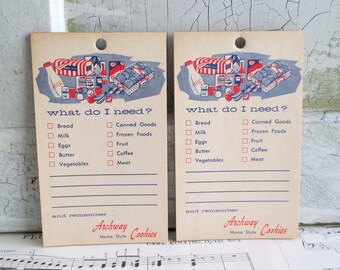 what do I need?
Bread
Milk
Eggs
Butter
Vegetables
Canned Goods
Frozen Foods
Fruit
Coffee
Meat
and remember...
Archway
Home Style Cookies
what do I need?
Bread
Milk
Eggs
Butter
Vegetables
Canned Goods
Frozen Foods
Fruit
Coffee
Meat
and remember...
Archway
Home Style Cookies